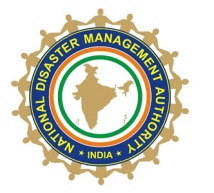 NATIONAL DISASTER MANAGEMENT AUTHORITY
INDIA